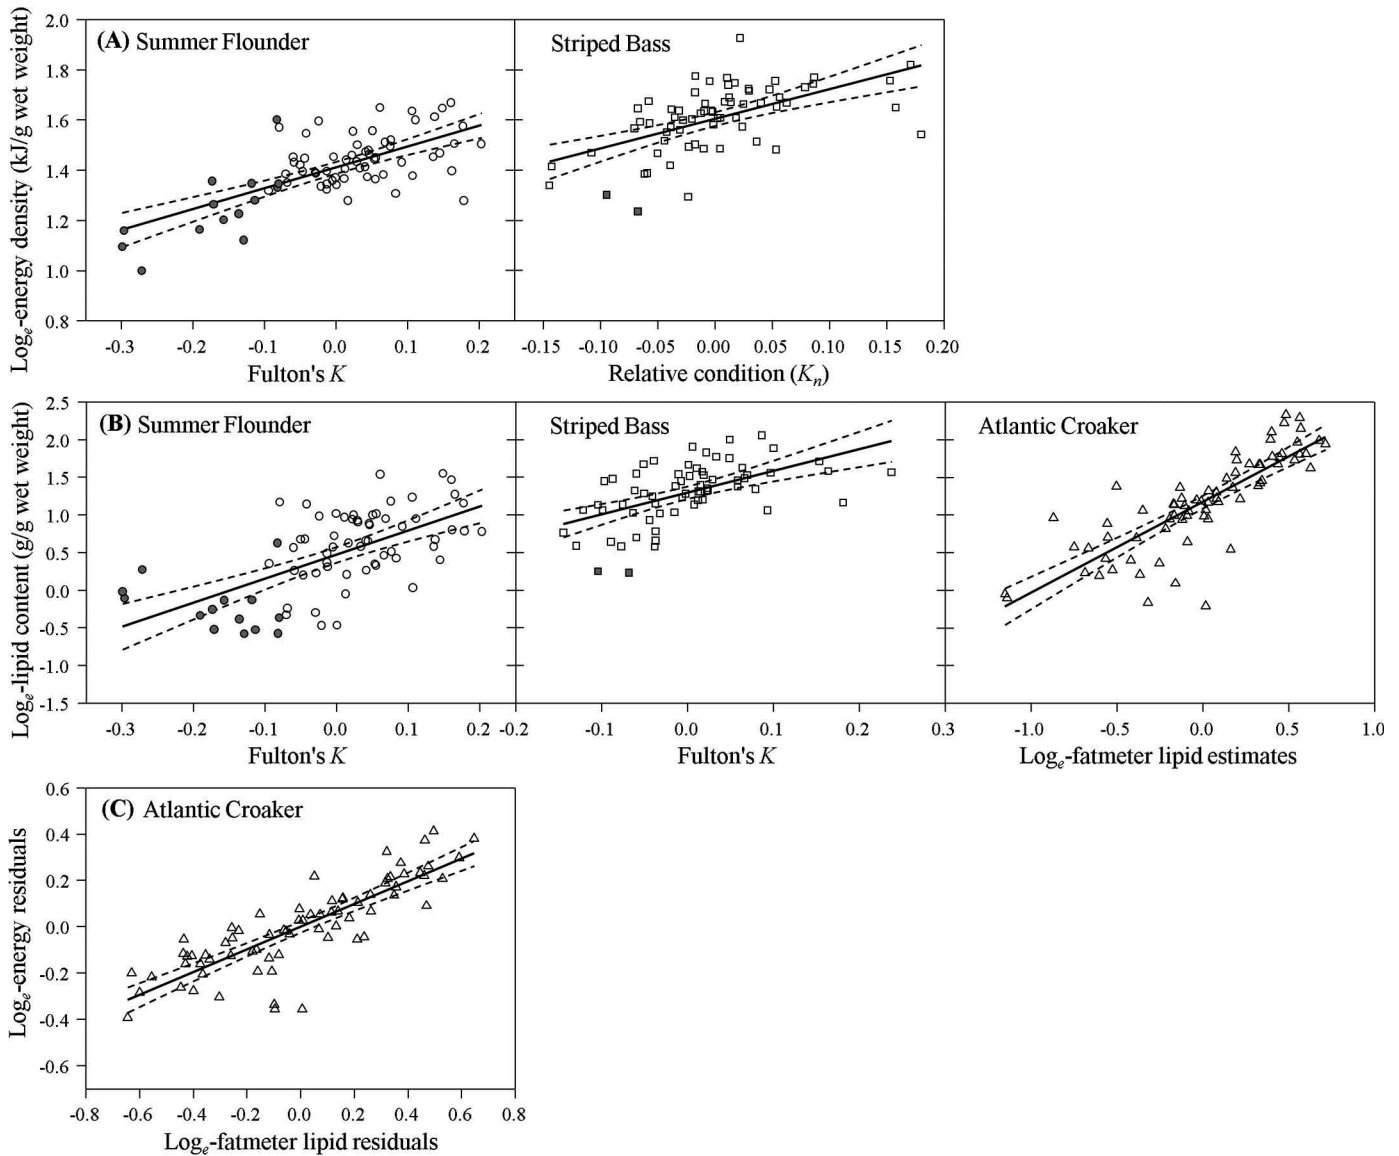 (A) Summer Flounder
Striped Bass
Log𝑒-energy density (kJ/g wet weight)
2.0
1.8
1.6
1.4
1.2
1.0
0.8
-0.3 -0.2 -0.1 0.0 0.1 0.2
-0.15 -0.10 -0.05 0.00 0.05 0.10 0.15 0.20
Fulton's K
Relative condition (Kn)
(B) Summer Flounder
Striped Bass
Atlantic Croaker
Log𝑒-lipid content (g/g wet weight)
2.5
2.0
1.5
1.0
0.5
0.0
-0.5
-1.0
-1.5
-0.3 -0.2 -0.1 0.0 0.1 0.2
-0.2 -0.1 0.0 0.1 0.2 0.3
-1.0 -0.5 0.0 0.5 1.0
Fulton's K
Fulton's K
Log𝑒-fatmeter lipid estimates
(C) Atlantic Croaker
Log𝑒-energy residuals
0.6
0.4
0.2
0.0
-0.2
-0.4
-0.6
-0.8 -0.6 -0.4 -0.2 0.0 0.2 0.4 0.6 0.8
Log𝑒-fatmeter lipid residuals